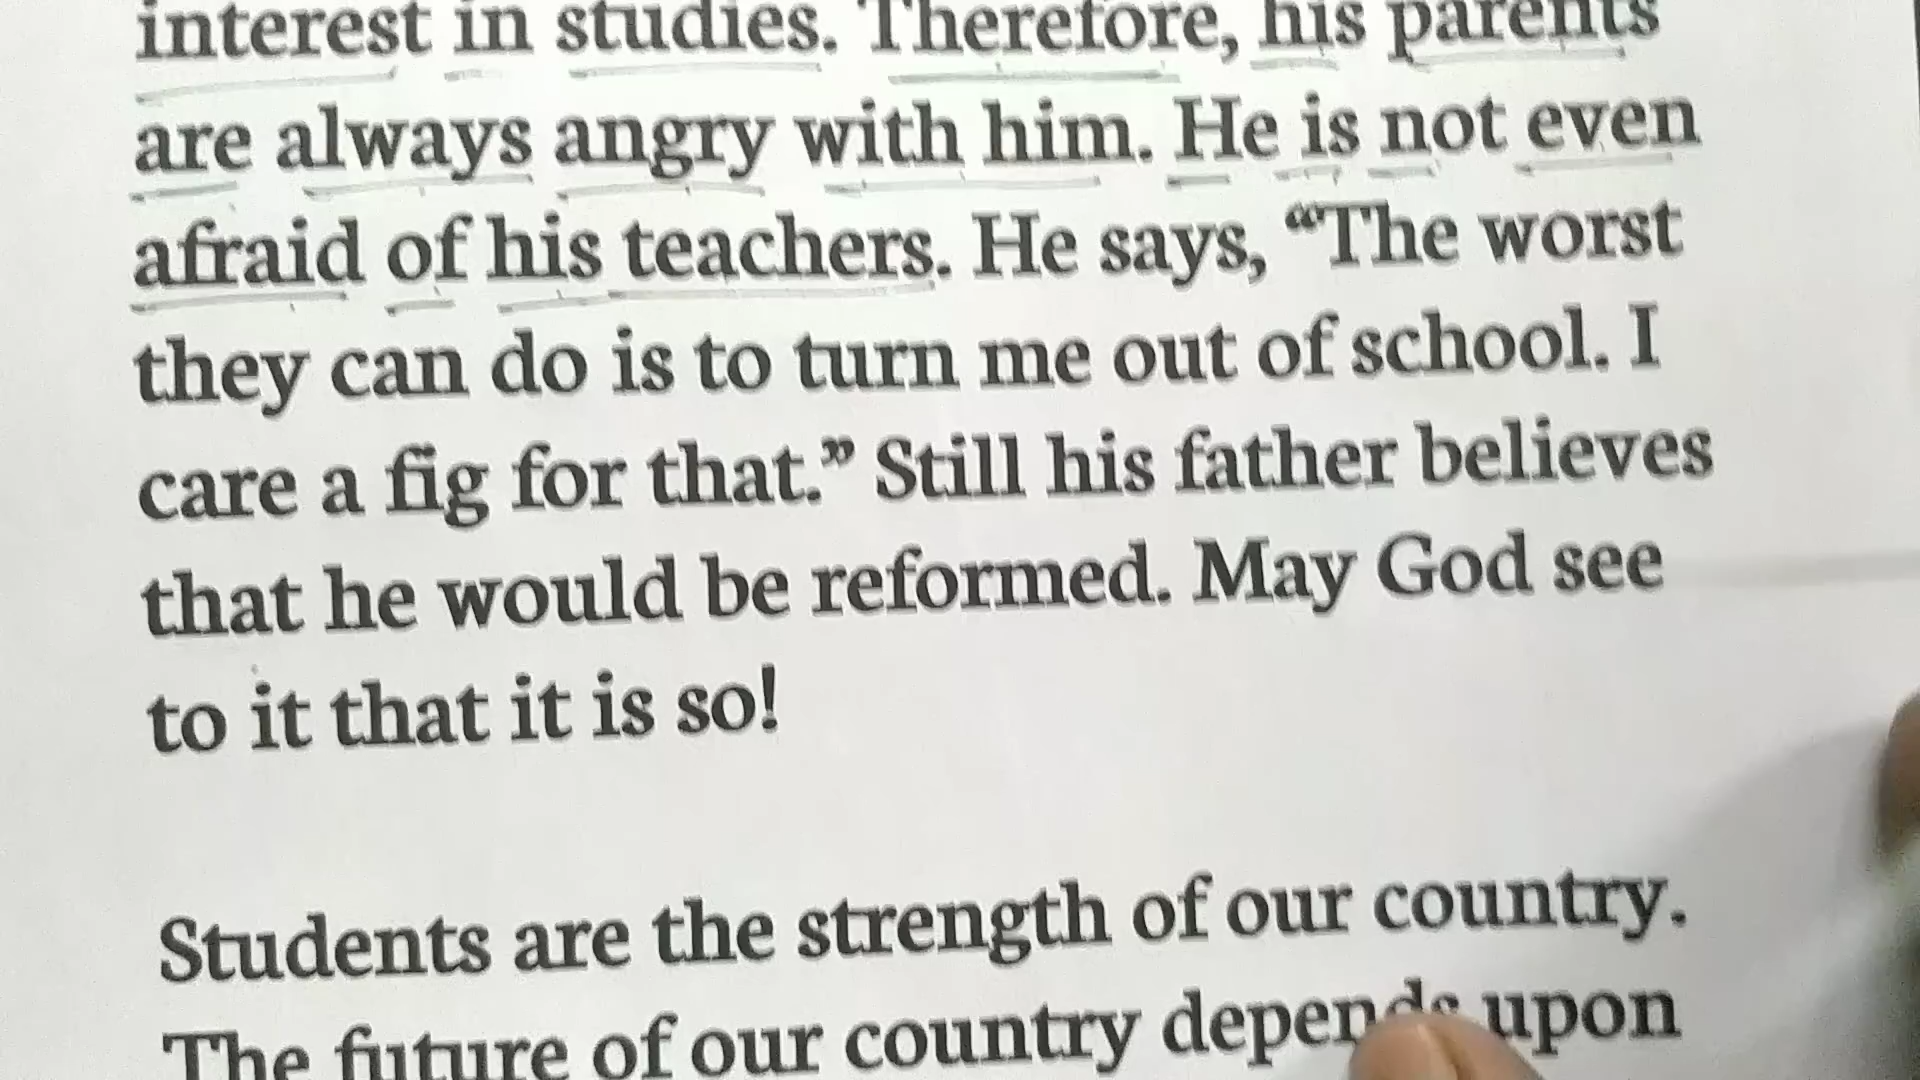 interest in studies. Therefore, his parents
are always angry with him. He is not even
afraid of his teachers. He says, “The worst
they can do is to turn me out of school. I
care a fig for that.” Still his father believes
that he would be reformed. May God see
to it that it is so!
Students are the strength of our country.
The future of our country depends upon